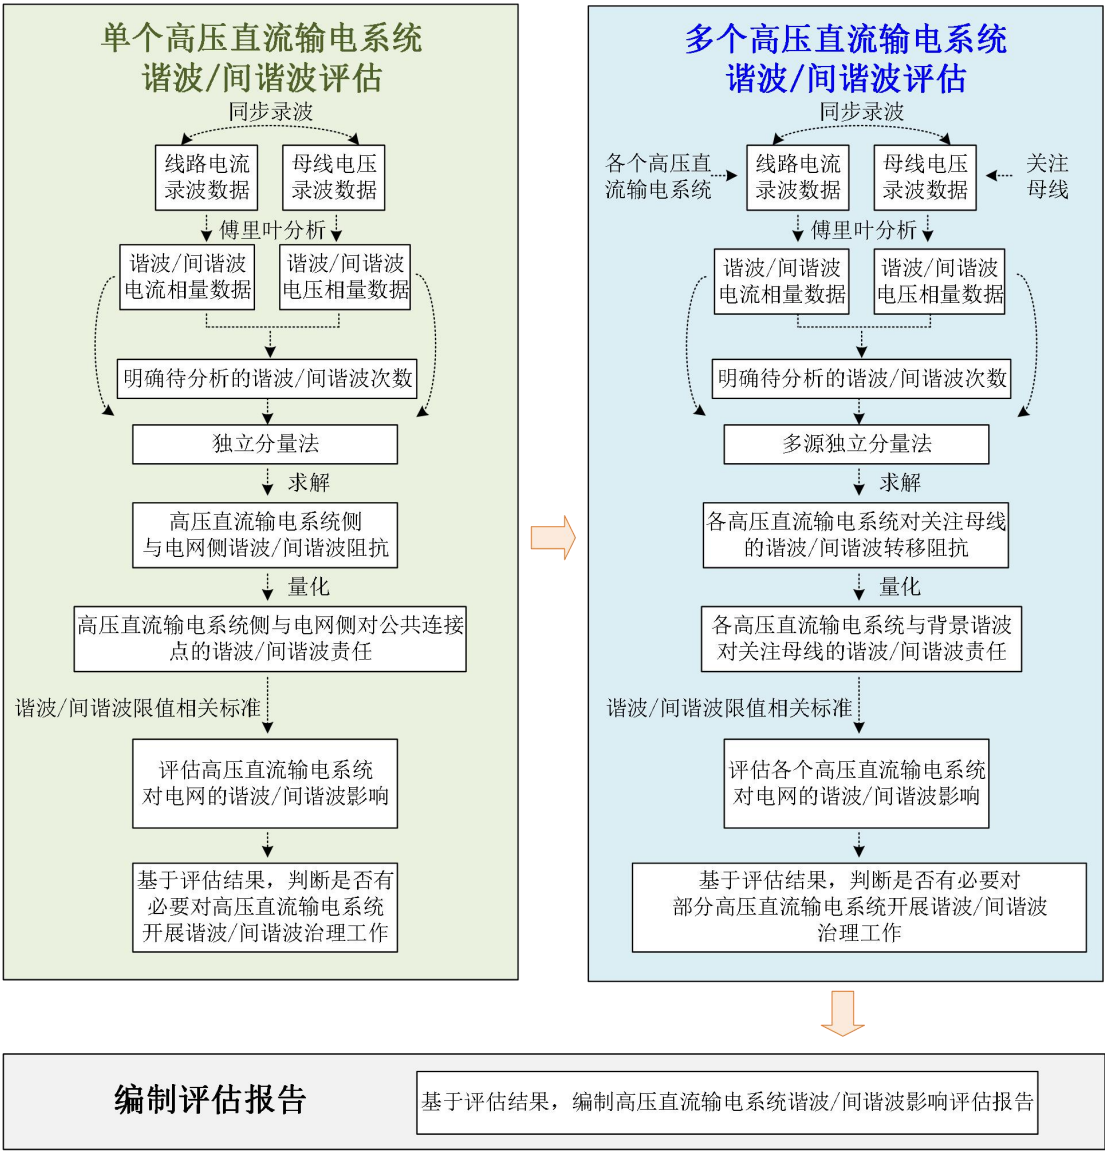 单个高压直流输电系统
谐波/间谐波评估
同步录波
线路电流
录波数据
母线电压
录波数据
傅里叶分析
谐波/间谐波
电流相量数据
谐波/间谐波
电压相量数据
明确待分析的谐波/间谐波次数
独立分量法
求解
高压直流输电系统侧
与电网侧谐波/间谐波阻抗
量化
高压直流输电系统侧与电网侧对公共连接
点的谐波/间谐波责任
谐波/间谐波限值相关标准
评估高压直流输电系统
对电网的谐波/间谐波影响
基于评估结果，判断是否有
必要对高压直流输电系统
开展谐波/间谐波治理工作
多个高压直流输电系统
谐波/间谐波评估
同步录波
各个高压直
流输电系统
线路电流
录波数据
母线电压
录波数据
关注
母线
傅里叶分析
谐波/间谐波
电流相量数据
谐波/间谐波
电压相量数据
明确待分析的谐波/间谐波次数
多源独立分量法
求解
各高压直流输电系统对关注母线
的谐波/间谐波转移阻抗
量化
各高压直流输电系统与背景谐波
对关注母线的谐波/间谐波责任
谐波/间谐波限值相关标准
评估各个高压直流输电系统
对电网的谐波/间谐波影响
基于评估结果，判断是否有必要对
部分高压直流输电系统开展谐波/间谐波
治理工作
编制评估报告
基于评估结果，编制高压直流输电系统谐波/间谐波影响评估报告